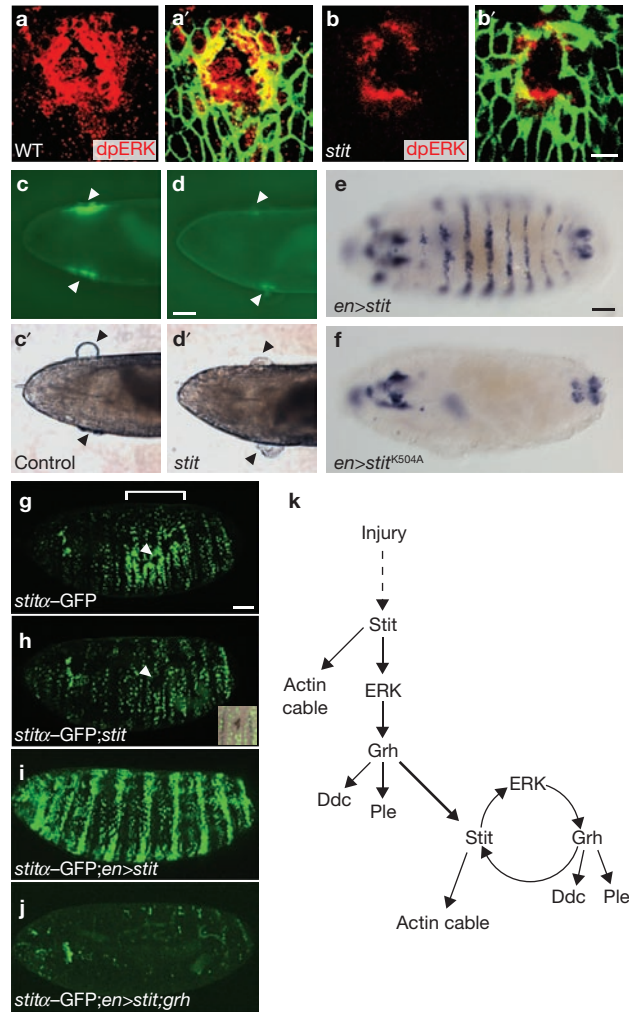 a
a′
b
b′
WT
dpERK
stit
dpERK
c
d
e
en>stit
c′
d′
f
Control
stit
en>stit^K504A
g
stitα–GFP
h
stitα–GFP;stit
i
stitα–GFP;en>stit
j
stitα–GFP;en>stit;grh
k
Injury
Stit
Actin
cable
ERK
Grh
Ddc
Ple
Stit
ERK
Grh
Actin cable
Ddc
Ple